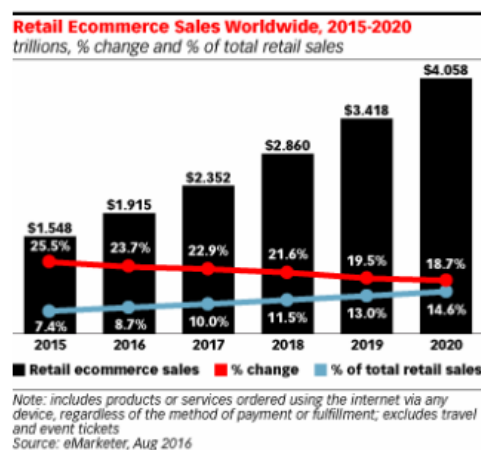 Retail Ecommerce Sales Worldwide, 2015-2020
trillions, % change and % of total retail sales
$4.058
$3.418
$2.860
$2.352
$1.915
$1.548
25.5% 23.7% 22.9% 21.6% 19.5% 18.7%
7.4% 8.7% 10.0% 11.5% 13.0% 14.6%
2015 2016 2017 2018 2019 2020
Retail ecommerce sales % change % of total retail sales
Note: includes products or services ordered using the internet via any
device, regardless of the method of payment or fulfillment; excludes travel
and event tickets
Source: eMarketer, Aug 2016